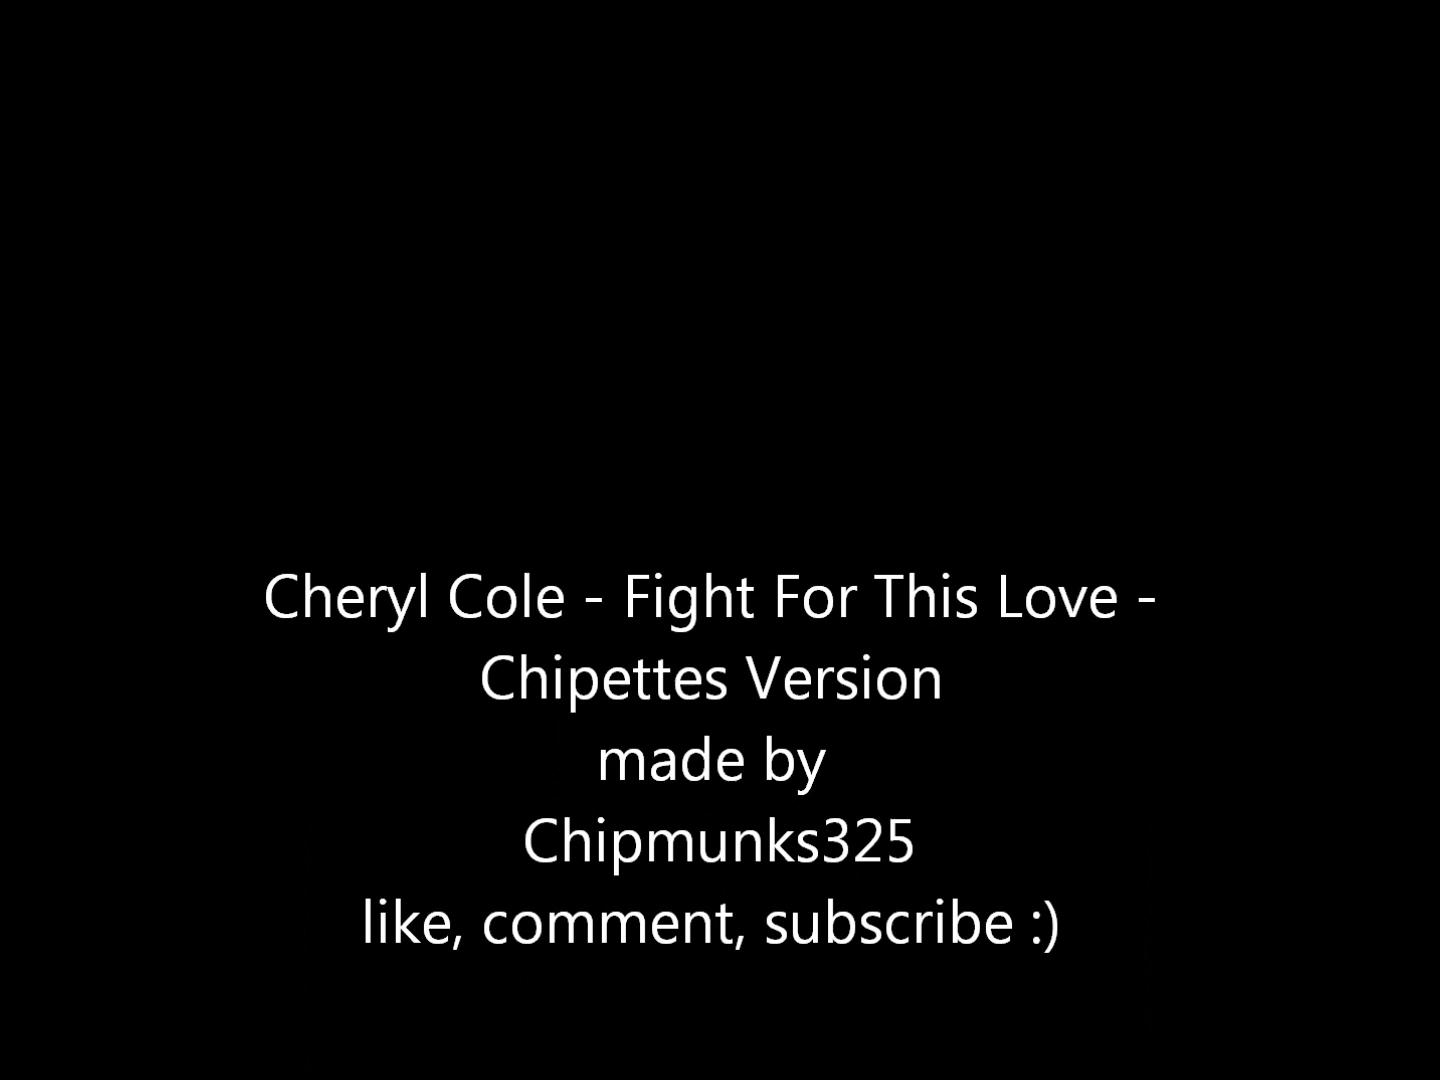 Cheryl Cole - Fight For This Love -
Chipettes Version
made by
Chipmunks325
like, comment, subscribe :)